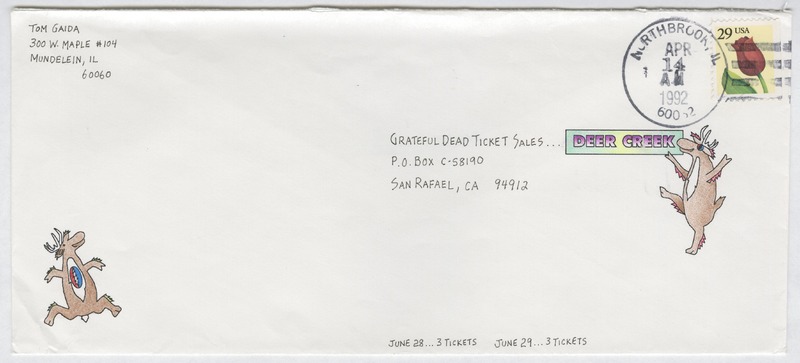 TOM GAIDA
300 W. MAPLE #104
MUNDELEIN, IL
60060
NORTHBROOK, IL
APR
14
AM
1992
60062
29 USA
GRATEFUL DEAD TICKET SALES...
DEER CREEK
P.O. BOX C-58190
SAN RAFAEL, CA 94912
JUNE 28...3 TICKETS JUNE 29...3 TICKETS